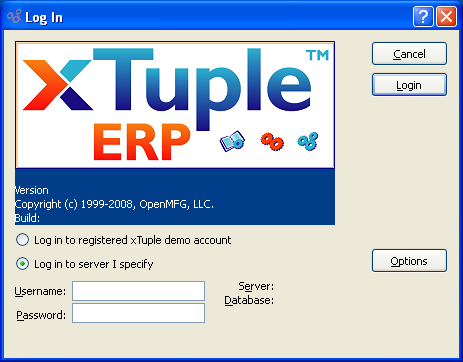 Log In
xTuple™
ERP
Cancel
Login
Version
Copyright (c) 1999-2008, OpenMFG, LLC.
Build:
Log in to registered xTuple demo account
Log in to server I specify
Options
Username:
Server:
Database:
Password: